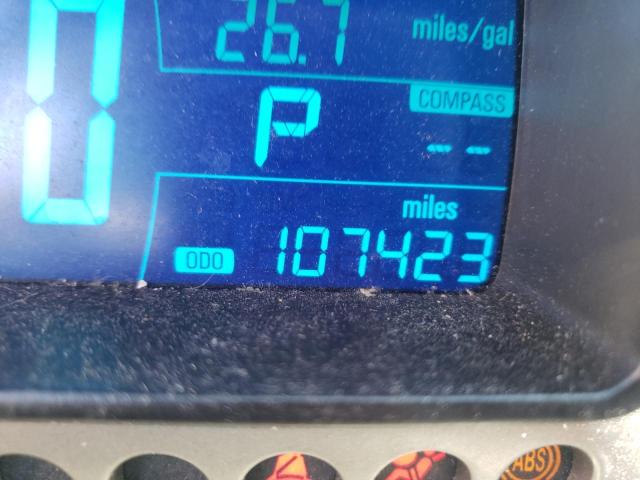 26.7 miles/gal
0
P
COMPASS
--
miles
ODO 107423
ABS